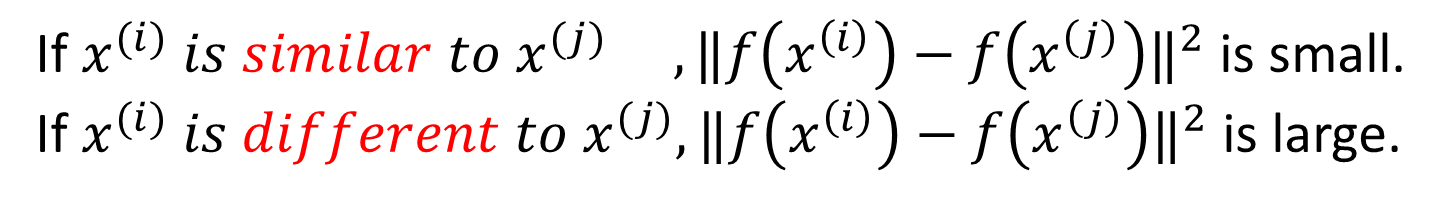 If x⁽ⁱ⁾ is similar to x⁽ʲ⁾ , ‖f(x⁽ⁱ⁾) − f(x⁽ʲ⁾)‖² is small.
If x⁽ⁱ⁾ is different to x⁽ʲ⁾, ‖f(x⁽ⁱ⁾) − f(x⁽ʲ⁾)‖² is large.